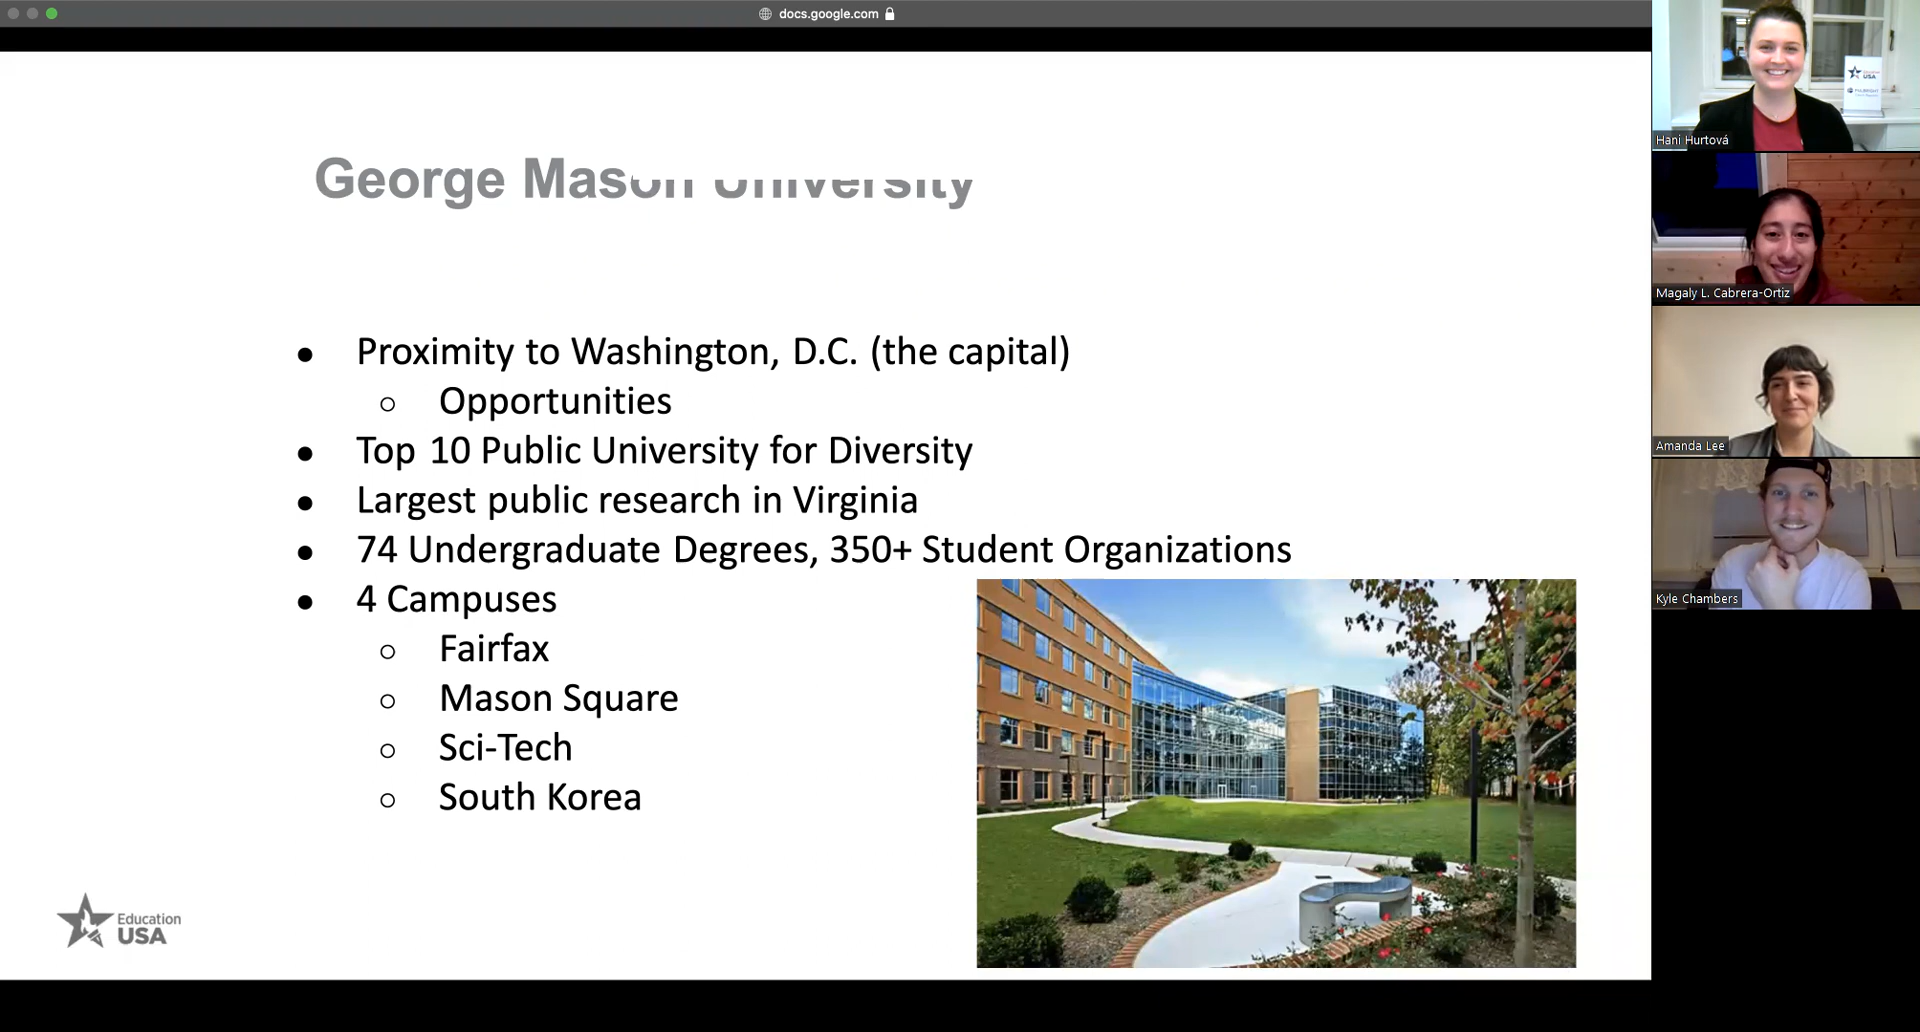 docs.google.com
George Mason University
● Proximity to Washington, D.C. (the capital)
○ Opportunities
● Top 10 Public University for Diversity
● Largest public research in Virginia
● 74 Undergraduate Degrees, 350+ Student Organizations
● 4 Campuses
○ Fairfax
○ Mason Square
○ Sci-Tech
○ South Korea
Education
USA
USA
FULBRIGHT
Hani Hurtová
Magaly L. Cabrera-Ortiz
Amanda Lee
Kyle Chambers